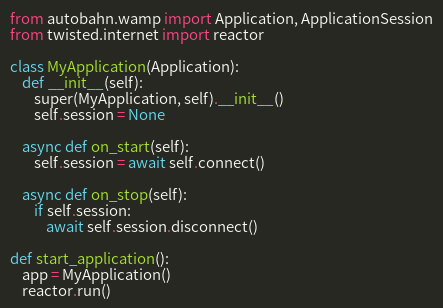 from autobahn.wamp import Application, ApplicationSession
from twisted.internet import reactor

class MyApplication(Application):
    def __init__(self):
        super(MyApplication, self).__init__()
        self.session = None

    async def on_start(self):
        self.session = await self.connect()

    async def on_stop(self):
        if self.session:
            await self.session.disconnect()

def start_application():
    app = MyApplication()
    reactor.run()